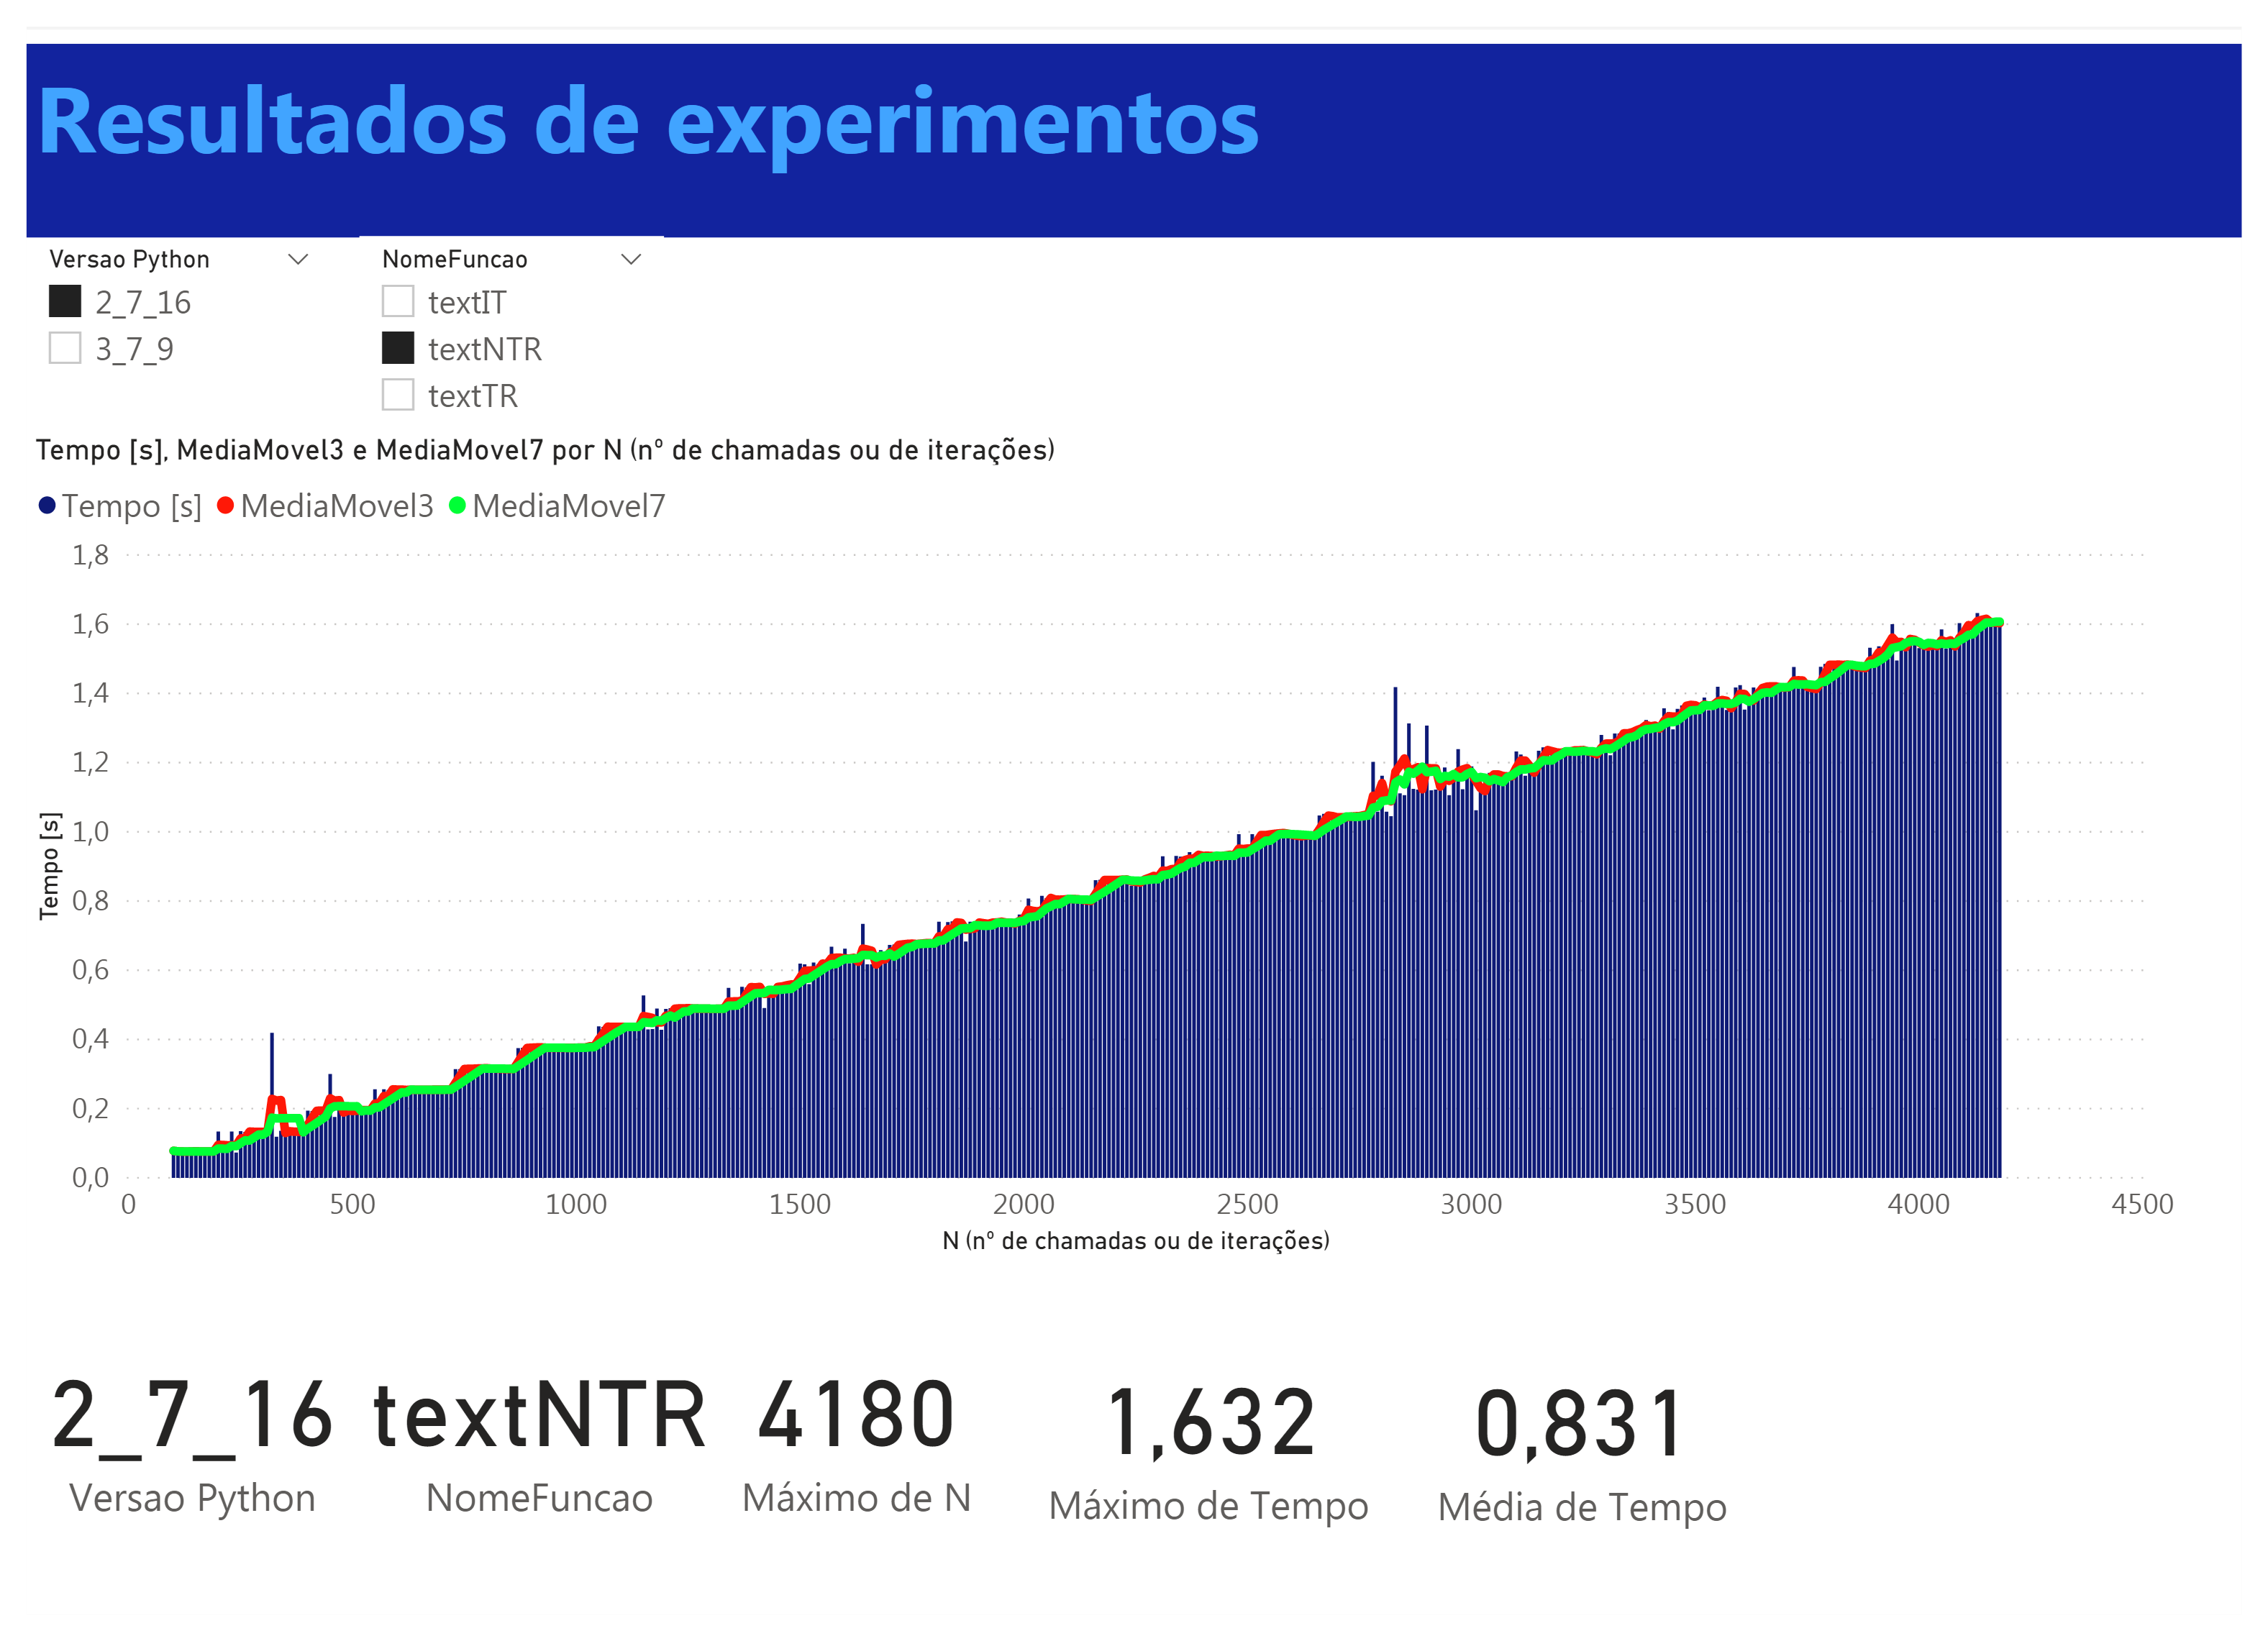 Resultados de experimentos
Versao Python
2_7_16
3_7_9
NomeFuncao
textIT
textNTR
textTR
Tempo [s], MediaMovel3 e MediaMovel7 por N (nº de chamadas ou de iterações)
Tempo [s] MediaMovel3 MediaMovel7
1,8
1,6
1,4
1,2
1,0
0,8
0,6
0,4
0,2
0,0
Tempo [s]
0 500 1000 1500 2000 2500 3000 3500 4000 4500
N (nº de chamadas ou de iterações)
2_7_16
Versao Python
textNTR
NomeFuncao
4180
Máximo de N
1,632
Máximo de Tempo
0,831
Média de Tempo